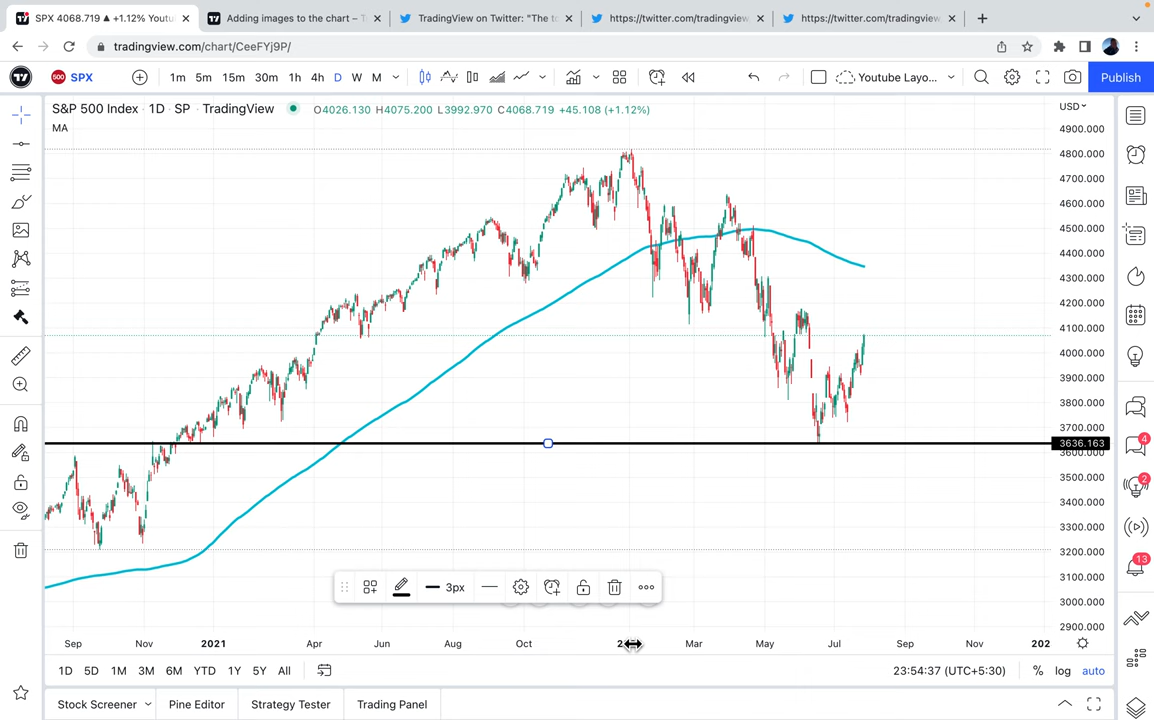 SPX 4068.719 ▲ +1.12% Youtu
Adding images to the chart – T
TradingView on Twitter: "The to
https://twitter.com/tradingview
https://twitter.com/tradingview
tradingview.com/chart/CeeFYj9P/
500 SPX 1m 5m 15m 30m 1h 4h D W M Youtube Layo... Publish
S&P 500 Index · 1D · SP · TradingView O4026.130 H4075.200 L3992.970 C4068.719 +45.108 (+1.12%)
MA
USD
4900.000
4800.000
4700.000
4600.000
4500.000
4400.000
4300.000
4200.000
4100.000
4000.000
3900.000
3800.000
3700.000
3636.163
3600.000
3500.000
3400.000
3300.000
3200.000
3100.000
3000.000
2900.000
4
2
13
3px
Sep Nov 2021 Apr Jun Aug Oct Mar May Jul Sep Nov 202
1D 5D 1M 3M 6M YTD 1Y 5Y All 23:54:37 (UTC+5:30) % log auto
Stock Screener Pine Editor Strategy Tester Trading Panel